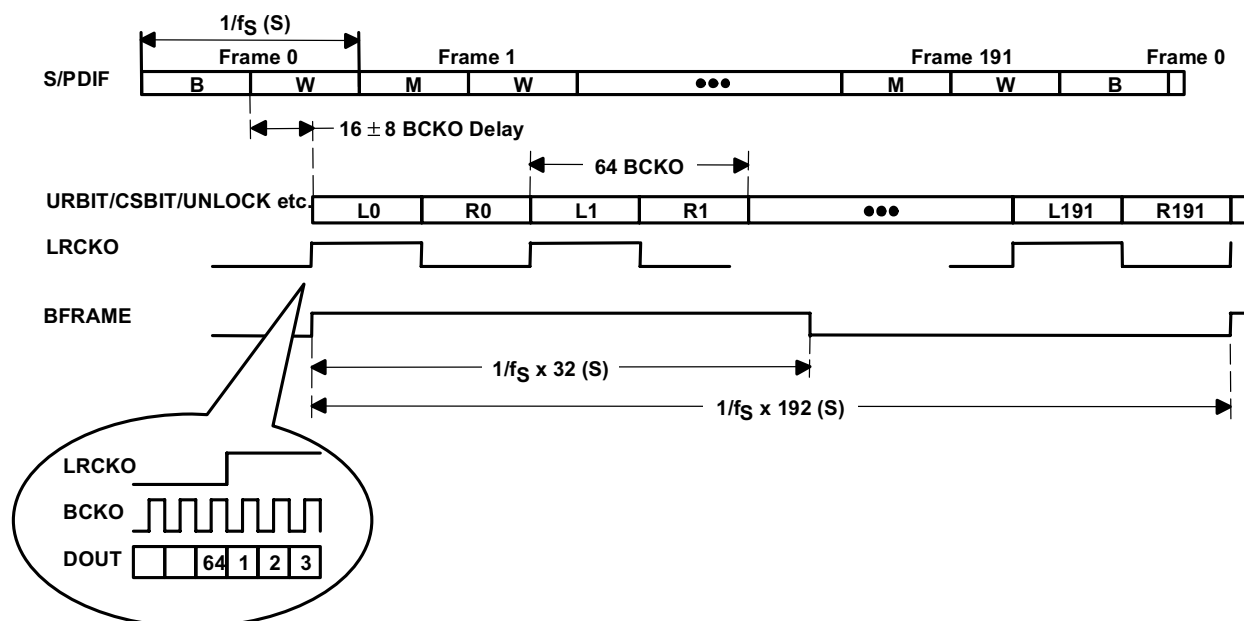 1/fS (S)
Frame 0 Frame 1 Frame 191 Frame 0
S/PDIF B W M W ●●● M W B
16 ± 8 BCKO Delay
64 BCKO
URBIT/CSBIT/UNLOCK etc. L0 R0 L1 R1 ●●● L191 R191
LRCKO
BFRAME
1/fS x 32 (S)
1/fS x 192 (S)
LRCKO
BCKO
DOUT 64 1 2 3